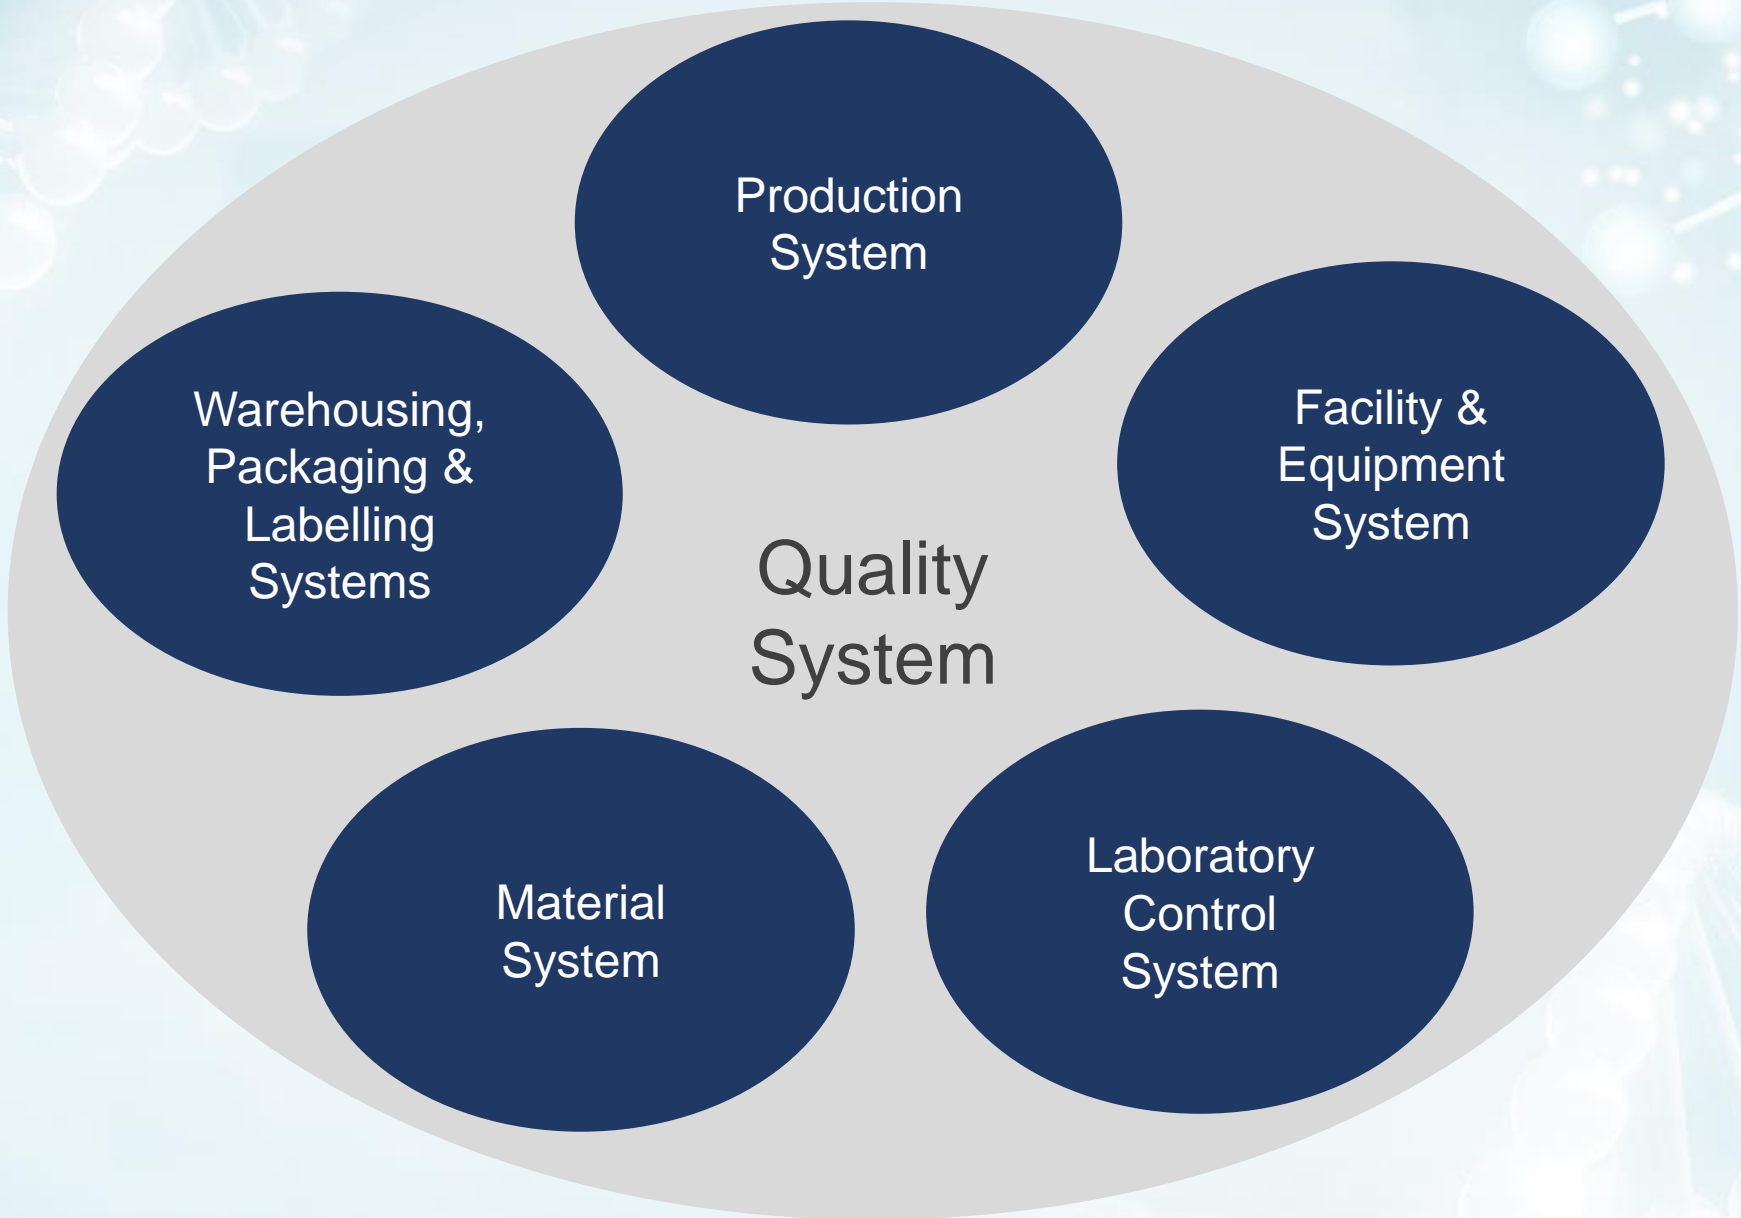 Production
System
Warehousing,
Packaging &
Labelling
Systems
Facility &
Equipment
System
Quality
System
Material
System
Laboratory
Control
System